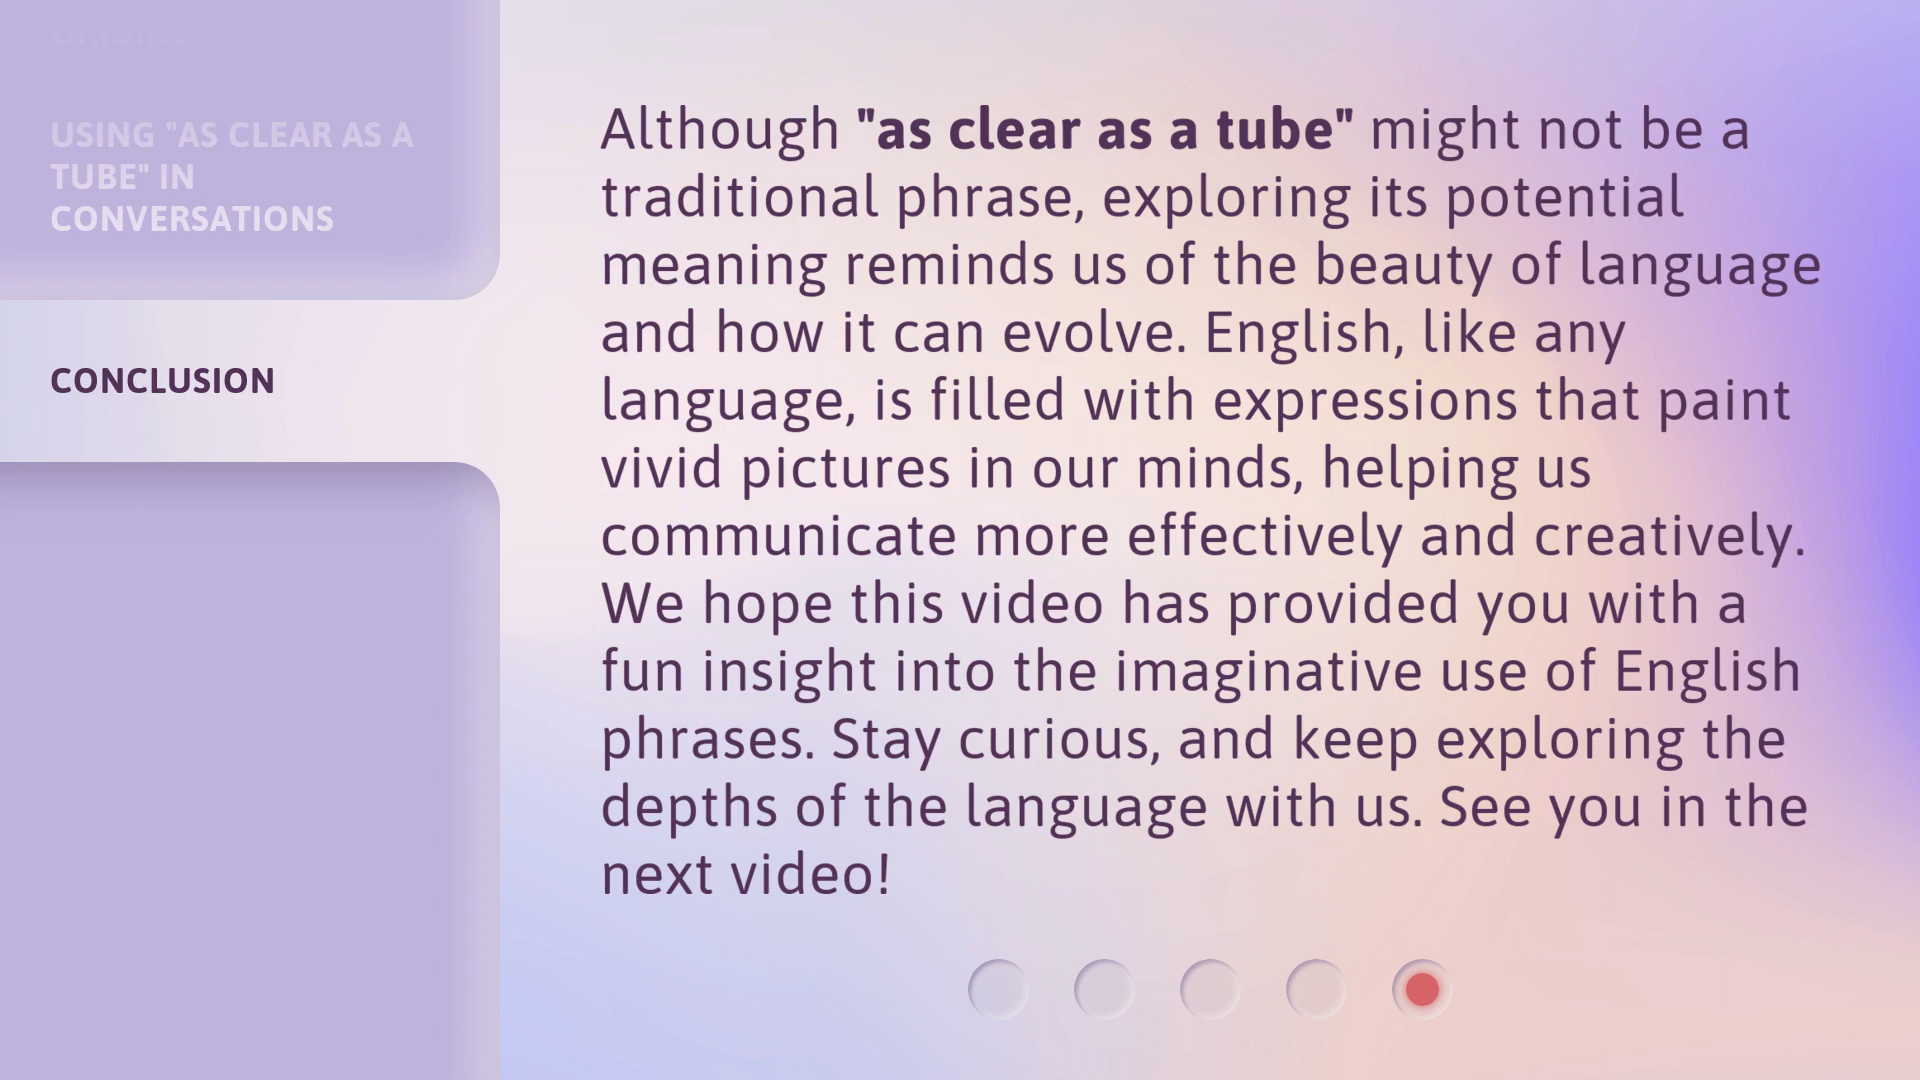 ORIGINS
USING "AS CLEAR AS A
TUBE" IN
CONVERSATIONS
CONCLUSION
Although "as clear as a tube" might not be a
traditional phrase, exploring its potential
meaning reminds us of the beauty of language
and how it can evolve. English, like any
language, is filled with expressions that paint
vivid pictures in our minds, helping us
communicate more effectively and creatively.
We hope this video has provided you with a
fun insight into the imaginative use of English
phrases. Stay curious, and keep exploring the
depths of the language with us. See you in the
next video!